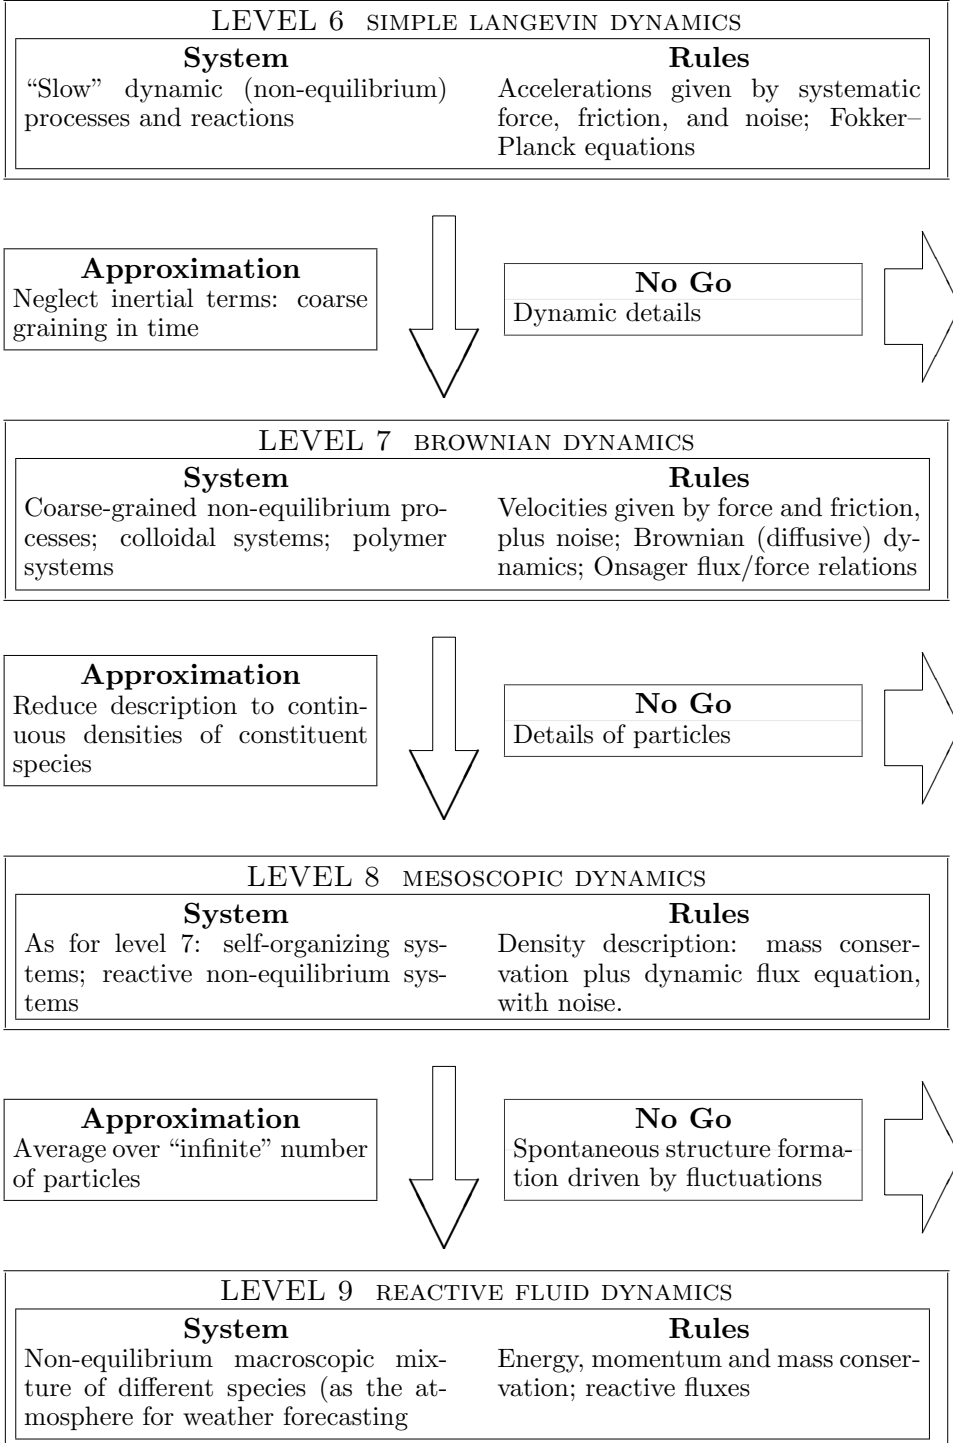 LEVEL 6 SIMPLE LANGEVIN DYNAMICS
System
“Slow” dynamic (non-equilibrium)
processes and reactions
Rules
Accelerations given by systematic
force, friction, and noise; Fokker–
Planck equations
Approximation
Neglect inertial terms: coarse
graining in time
No Go
Dynamic details
LEVEL 7 BROWNIAN DYNAMICS
System
Coarse-grained non-equilibrium pro-
cesses; colloidal systems; polymer
systems
Rules
Velocities given by force and friction,
plus noise; Brownian (diffusive) dy-
namics; Onsager flux/force relations
Approximation
Reduce description to contin-
uous densities of constituent
species
No Go
Details of particles
LEVEL 8 MESOSCOPIC DYNAMICS
System
As for level 7: self-organizing sys-
tems; reactive non-equilibrium sys-
tems
Rules
Density description: mass conser-
vation plus dynamic flux equation,
with noise.
Approximation
Average over “infinite” number
of particles
No Go
Spontaneous structure forma-
tion driven by fluctuations
LEVEL 9 REACTIVE FLUID DYNAMICS
System
Non-equilibrium macroscopic mix-
ture of different species (as the at-
mosphere for weather forecasting
Rules
Energy, momentum and mass conser-
vation; reactive fluxes